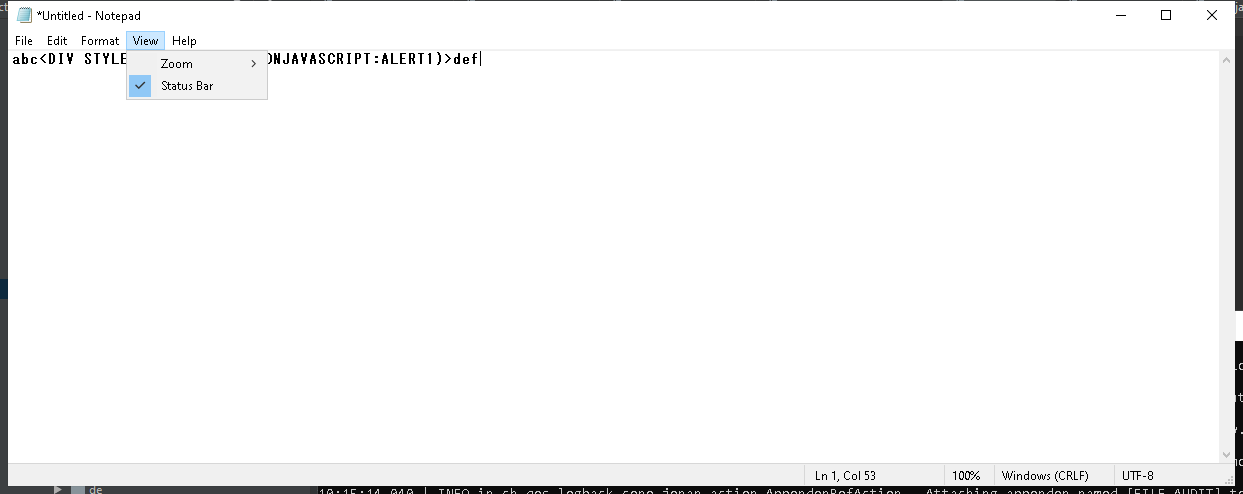 *Untitled - Notepad
File Edit Format View Help
abc<DIV STYLE ONJAVASCRIPT:ALERT1)>def
Zoom
Status Bar
Ln 1, Col 53 100% Windows (CRLF) UTF-8
de
10:15:14,040 | INFO in ch.qos.logback.core.joran.action.AppenderRefAction - Attaching appender named [FILE_AUDIT] t